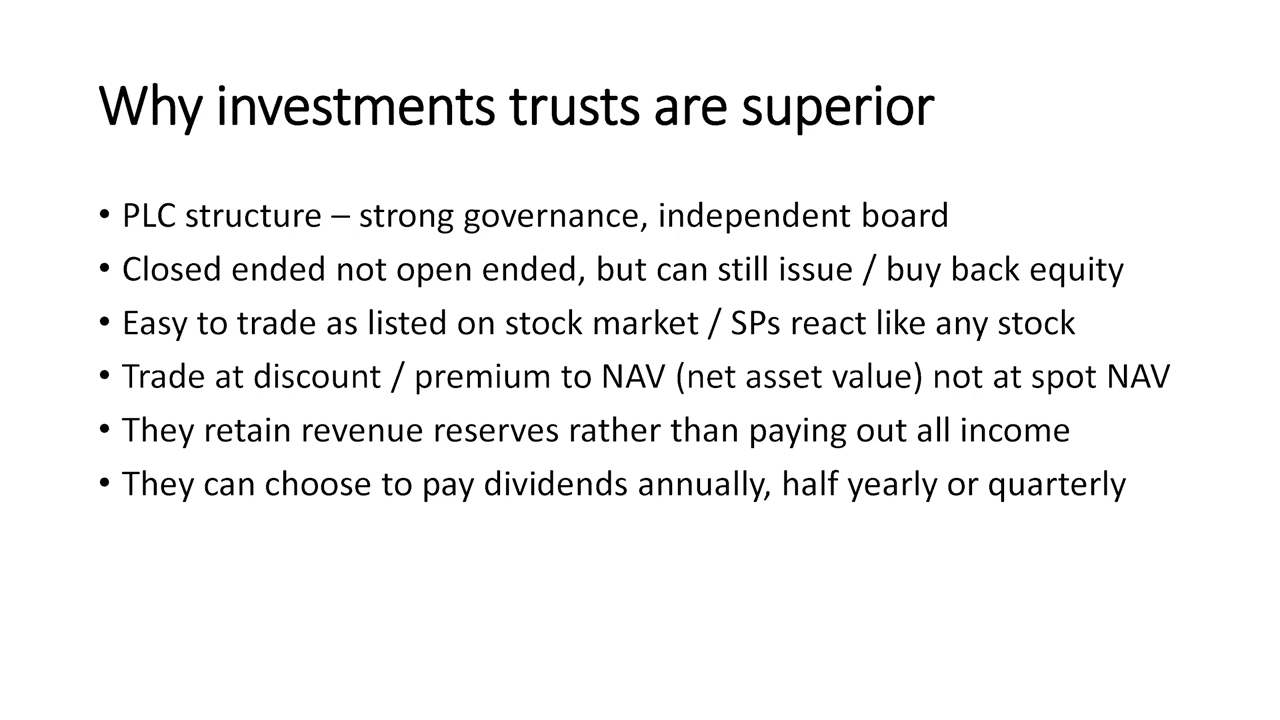 Why investments trusts are superior
• PLC structure – strong governance, independent board
• Closed ended not open ended, but can still issue / buy back equity
• Easy to trade as listed on stock market / SPs react like any stock
• Trade at discount / premium to NAV (net asset value) not at spot NAV
• They retain revenue reserves rather than paying out all income
• They can choose to pay dividends annually, half yearly or quarterly